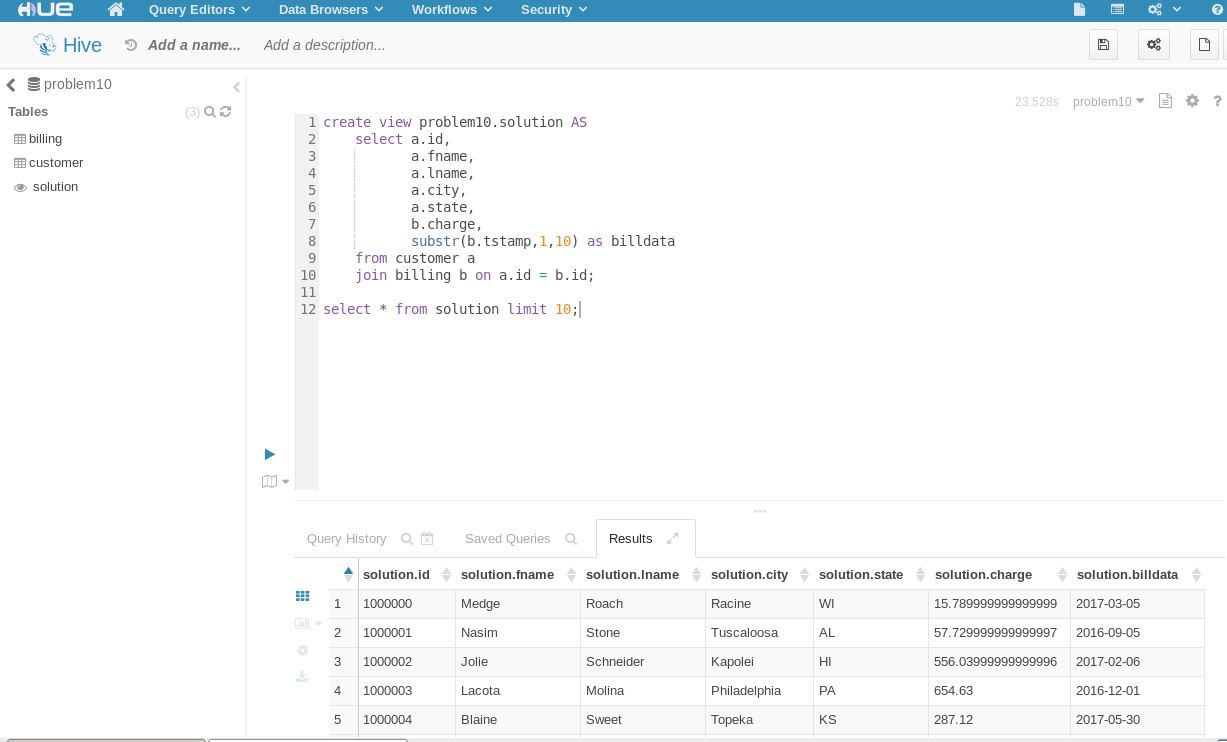 HUE Query Editors Data Browsers Workflows Security
Hive Add a name... Add a description...
problem10
Tables (3)
billing
customer
solution
23.528s problem10 ?
1 create view problem10.solution AS
2 select a.id,
3 a.fname,
4 a.lname,
5 a.city,
6 a.state,
7 b.charge,
8 substr(b.tstamp,1,10) as billdata
9 from customer a
10 join billing b on a.id = b.id;
11
12 select * from solution limit 10;
Query History Saved Queries Results
solution.id solution.fname solution.lname solution.city solution.state solution.charge solution.billdata
1 1000000 Medge Roach Racine WI 15.789999999999999 2017-03-05
2 1000001 Nasim Stone Tuscaloosa AL 57.729999999999997 2016-09-05
3 1000002 Jolie Schneider Kapolei HI 556.03999999999996 2017-02-06
4 1000003 Lacota Molina Philadelphia PA 654.63 2016-12-01
5 1000004 Blaine Sweet Topeka KS 287.12 2017-05-30